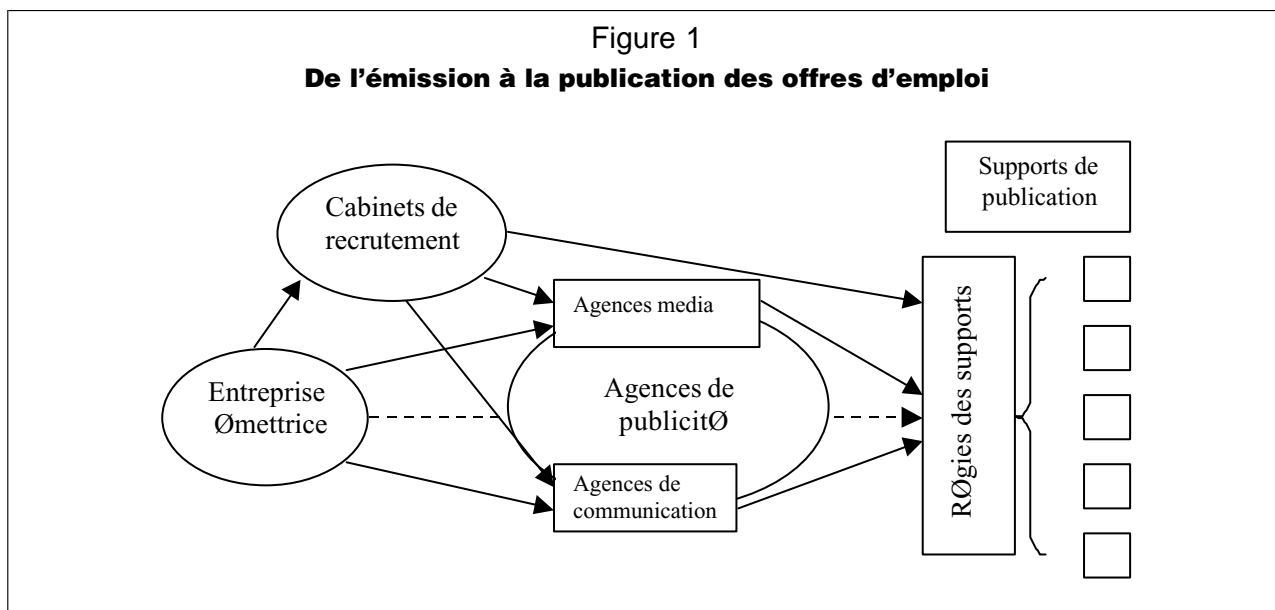 Figure 1
De l'émission à la publication des offres d'emploi
Supports de
publication
Cabinets de
recrutement
Agences media
Entreprise
Ømettrice
Agences de
publicitØ
Agences de
communication
RØgies des supports